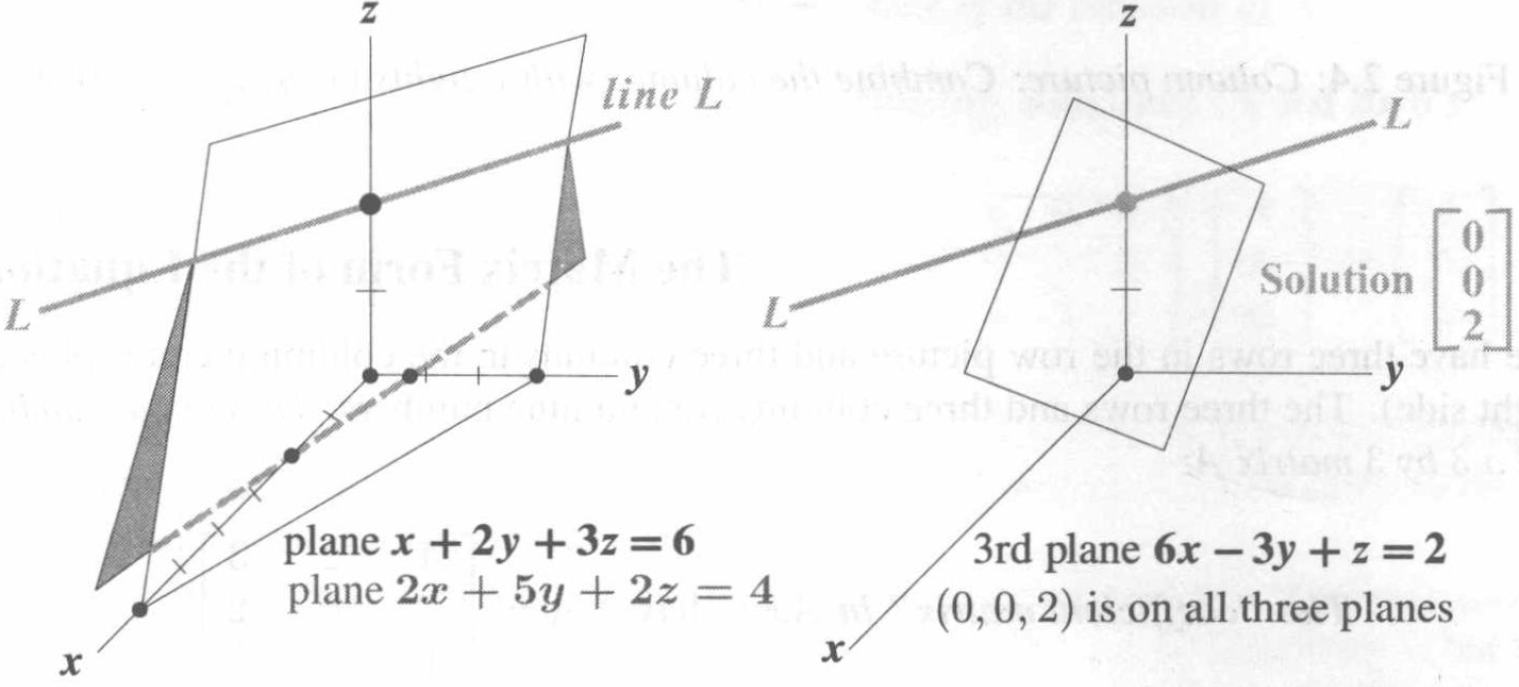 z
line L
L
y
x
plane x + 2y + 3z = 6
plane 2x + 5y + 2z = 4
z
L
L
Solution [0 0 2]
y
x
3rd plane 6x − 3y + z = 2
(0, 0, 2) is on all three planes